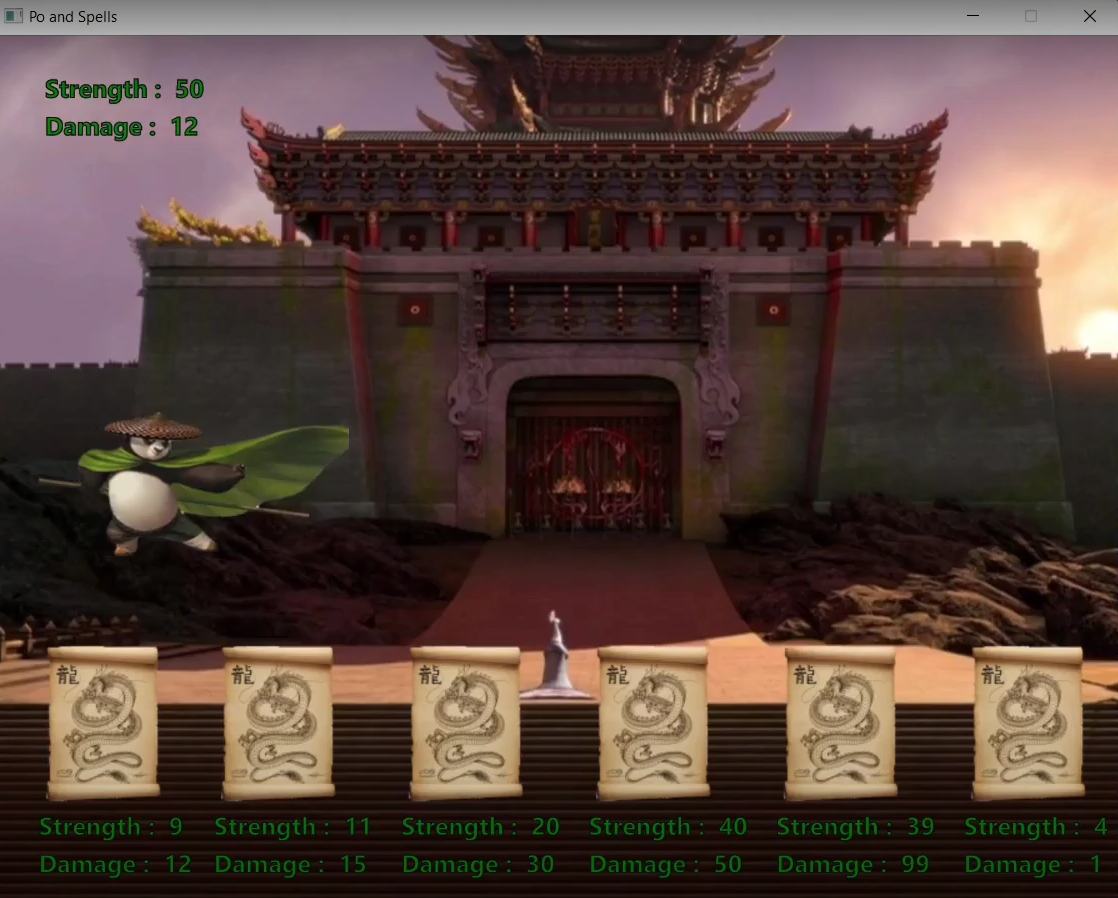 Po and Spells
Strength : 50
Damage : 12
龍 龍 龍 龍 龍 龍
Strength : 9 Strength : 11 Strength : 20 Strength : 40 Strength : 39 Strength : 4
Damage : 12 Damage : 15 Damage : 30 Damage : 50 Damage : 99 Damage : 1